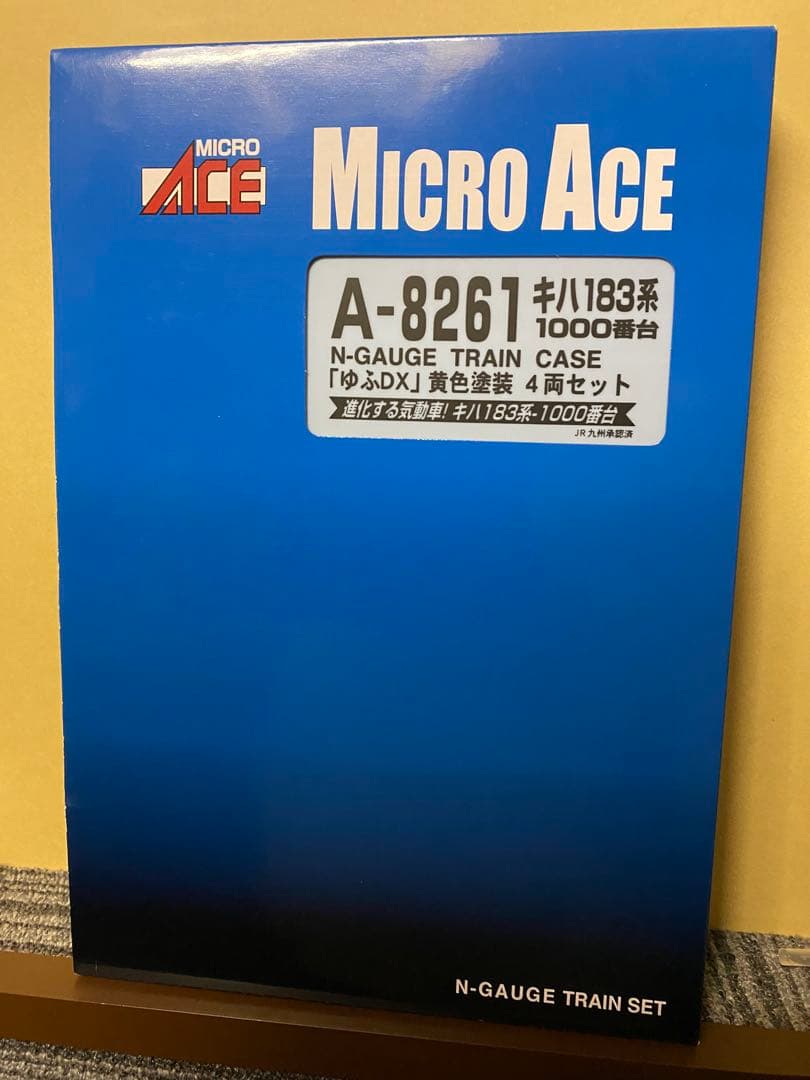 MICRO
ACE
MICRO ACE
A-8261 キハ183系
1000番台
N-GAUGE TRAIN CASE
「ゆふDX」黄色塗装 4両セット
進化する気動車!キハ183系-1000番台
JR九州承認済
N-GAUGE TRAIN SET